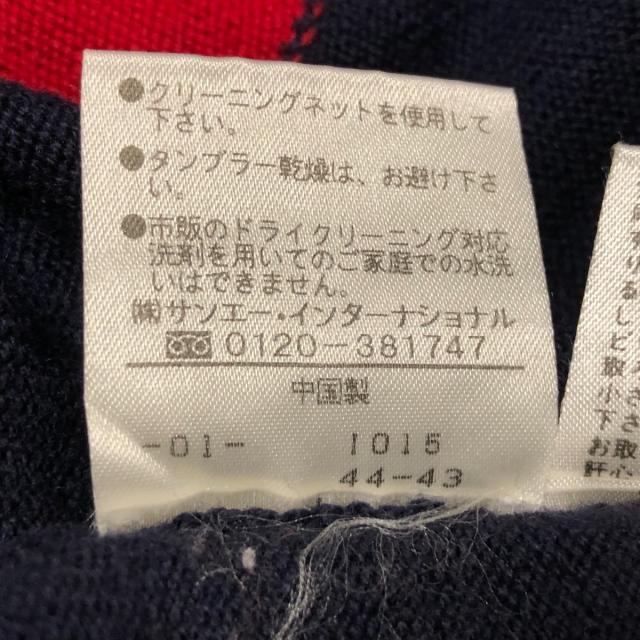 ●クリーニングネットを使用して
下さい。
●タンブラー乾燥は、お避け下さ
い。
●市販のドライクリーニング対応
洗剤を用いてのご家庭での水洗
いはできません。
㈱サンエー・インターナショナル
0120-381747
中国製
-01- 1015
44-43